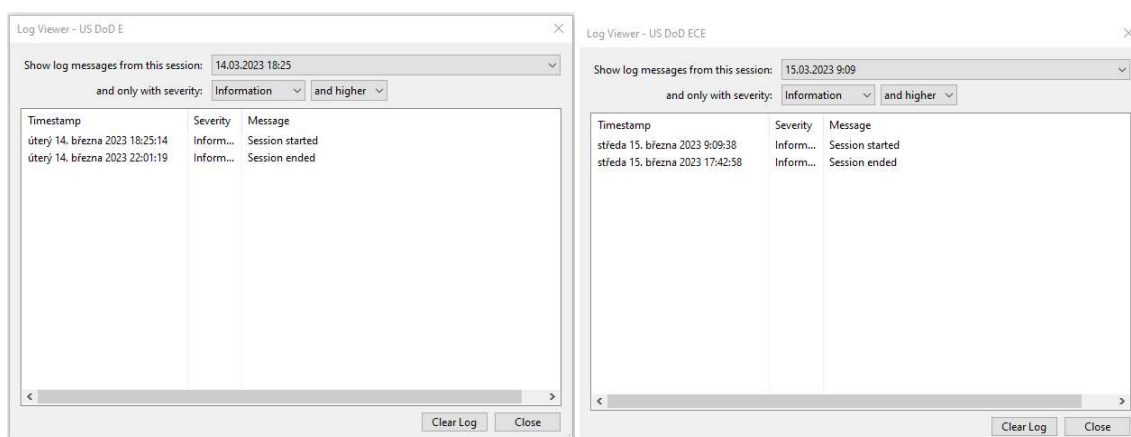 Log Viewer - US DoD E
Show log messages from this session: 14.03.2023 18:25
and only with severity: Information and higher
Timestamp Severity Message
úterý 14. března 2023 18:25:14 Inform... Session started
úterý 14. března 2023 22:01:19 Inform... Session ended
Clear Log Close
Log Viewer - US DoD ECE
Show log messages from this session: 15.03.2023 9:09
and only with severity: Information and higher
Timestamp Severity Message
středa 15. března 2023 9:09:38 Inform... Session started
středa 15. března 2023 17:42:58 Inform... Session ended
Clear Log Close